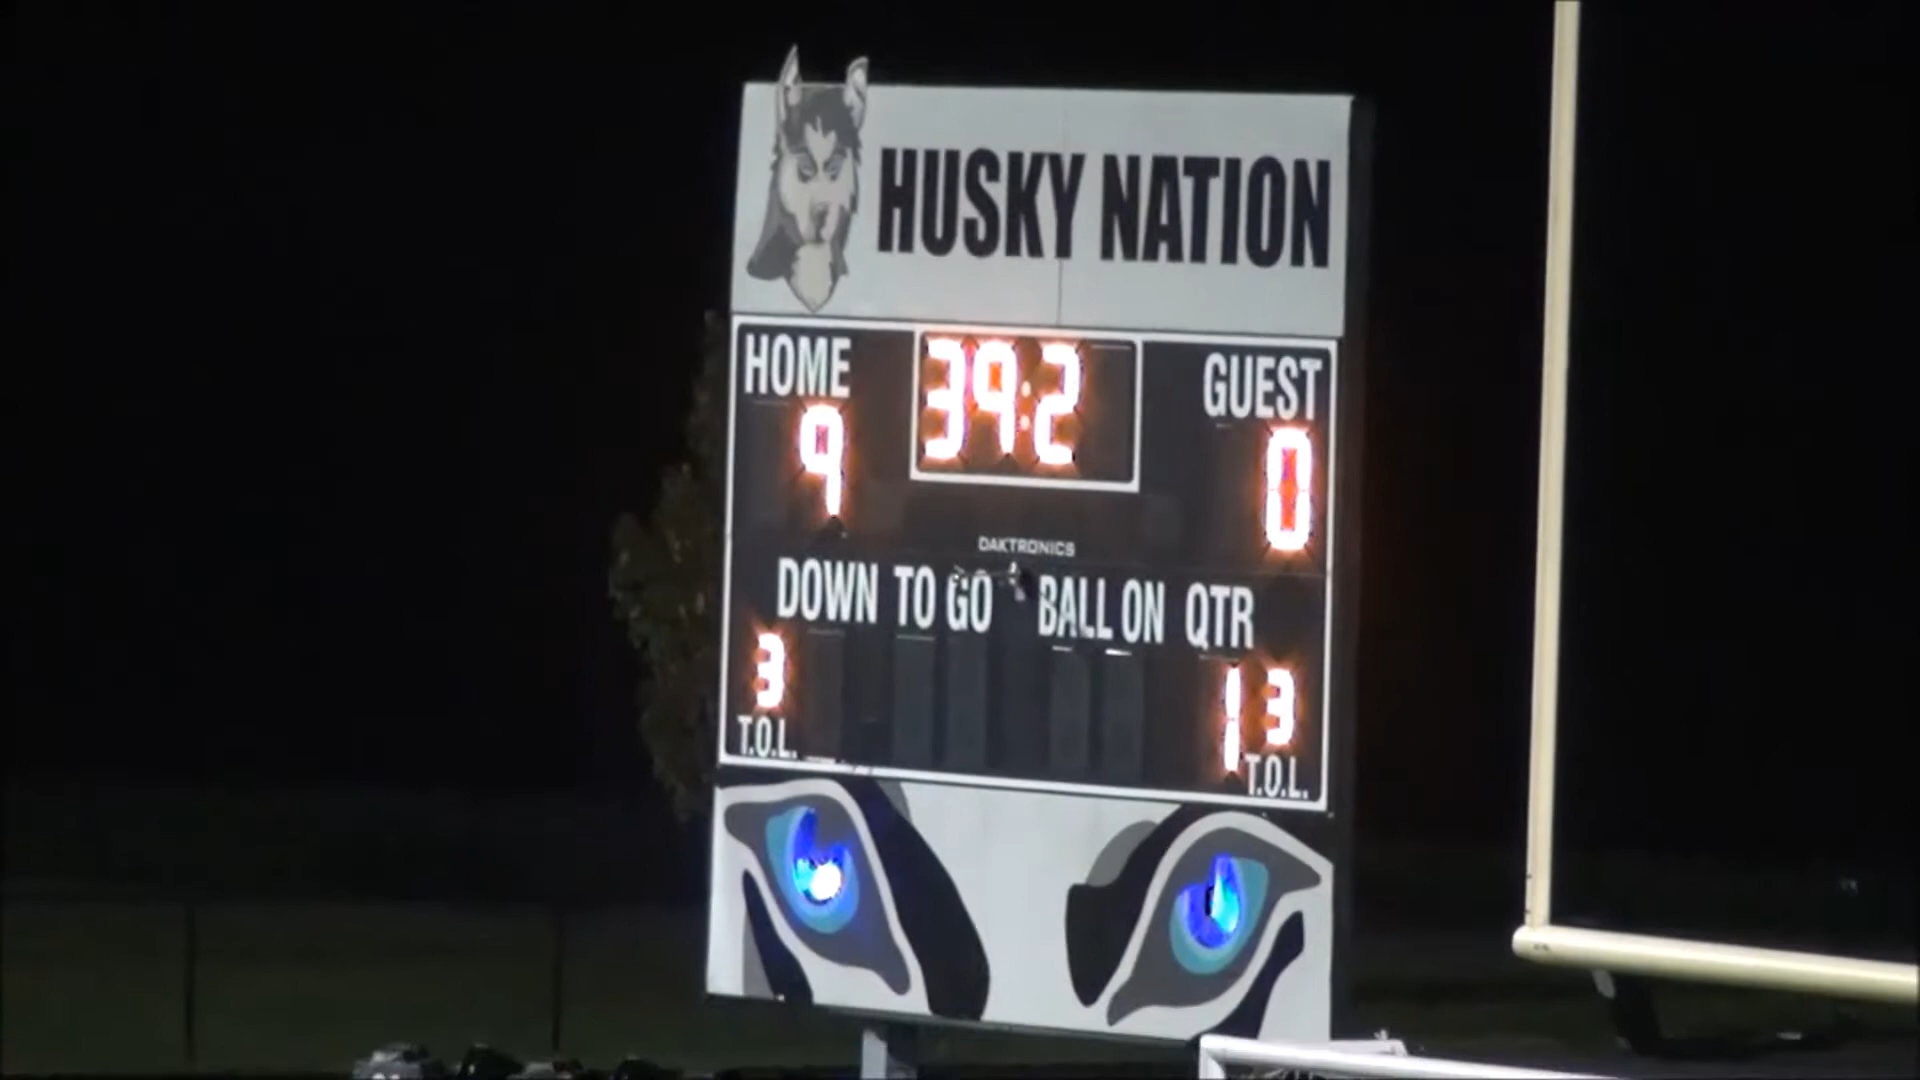 HUSKY NATION
HOME 39:2 GUEST
9 0
DAKTRONICS
DOWN TO GO BALL ON QTR
3 1 3
T.O.L. T.O.L.